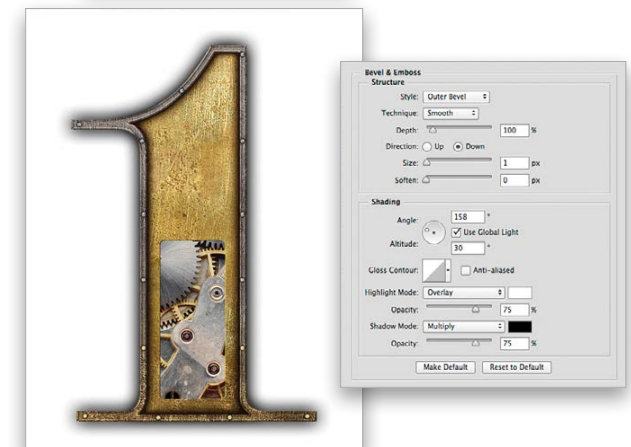 1
Bevel & Emboss
Structure
Style: Outer Bevel
Technique: Smooth
Depth: 100 %
Direction: Up Down
Size: 1 px
Soften: 0 px
Shading
Angle: 158 °
Use Global Light
Altitude: 30 °
Gloss Contour: Anti-aliased
Highlight Mode: Overlay
Opacity: 75 %
Shadow Mode: Multiply
Opacity: 75 %
Make Default Reset to Default